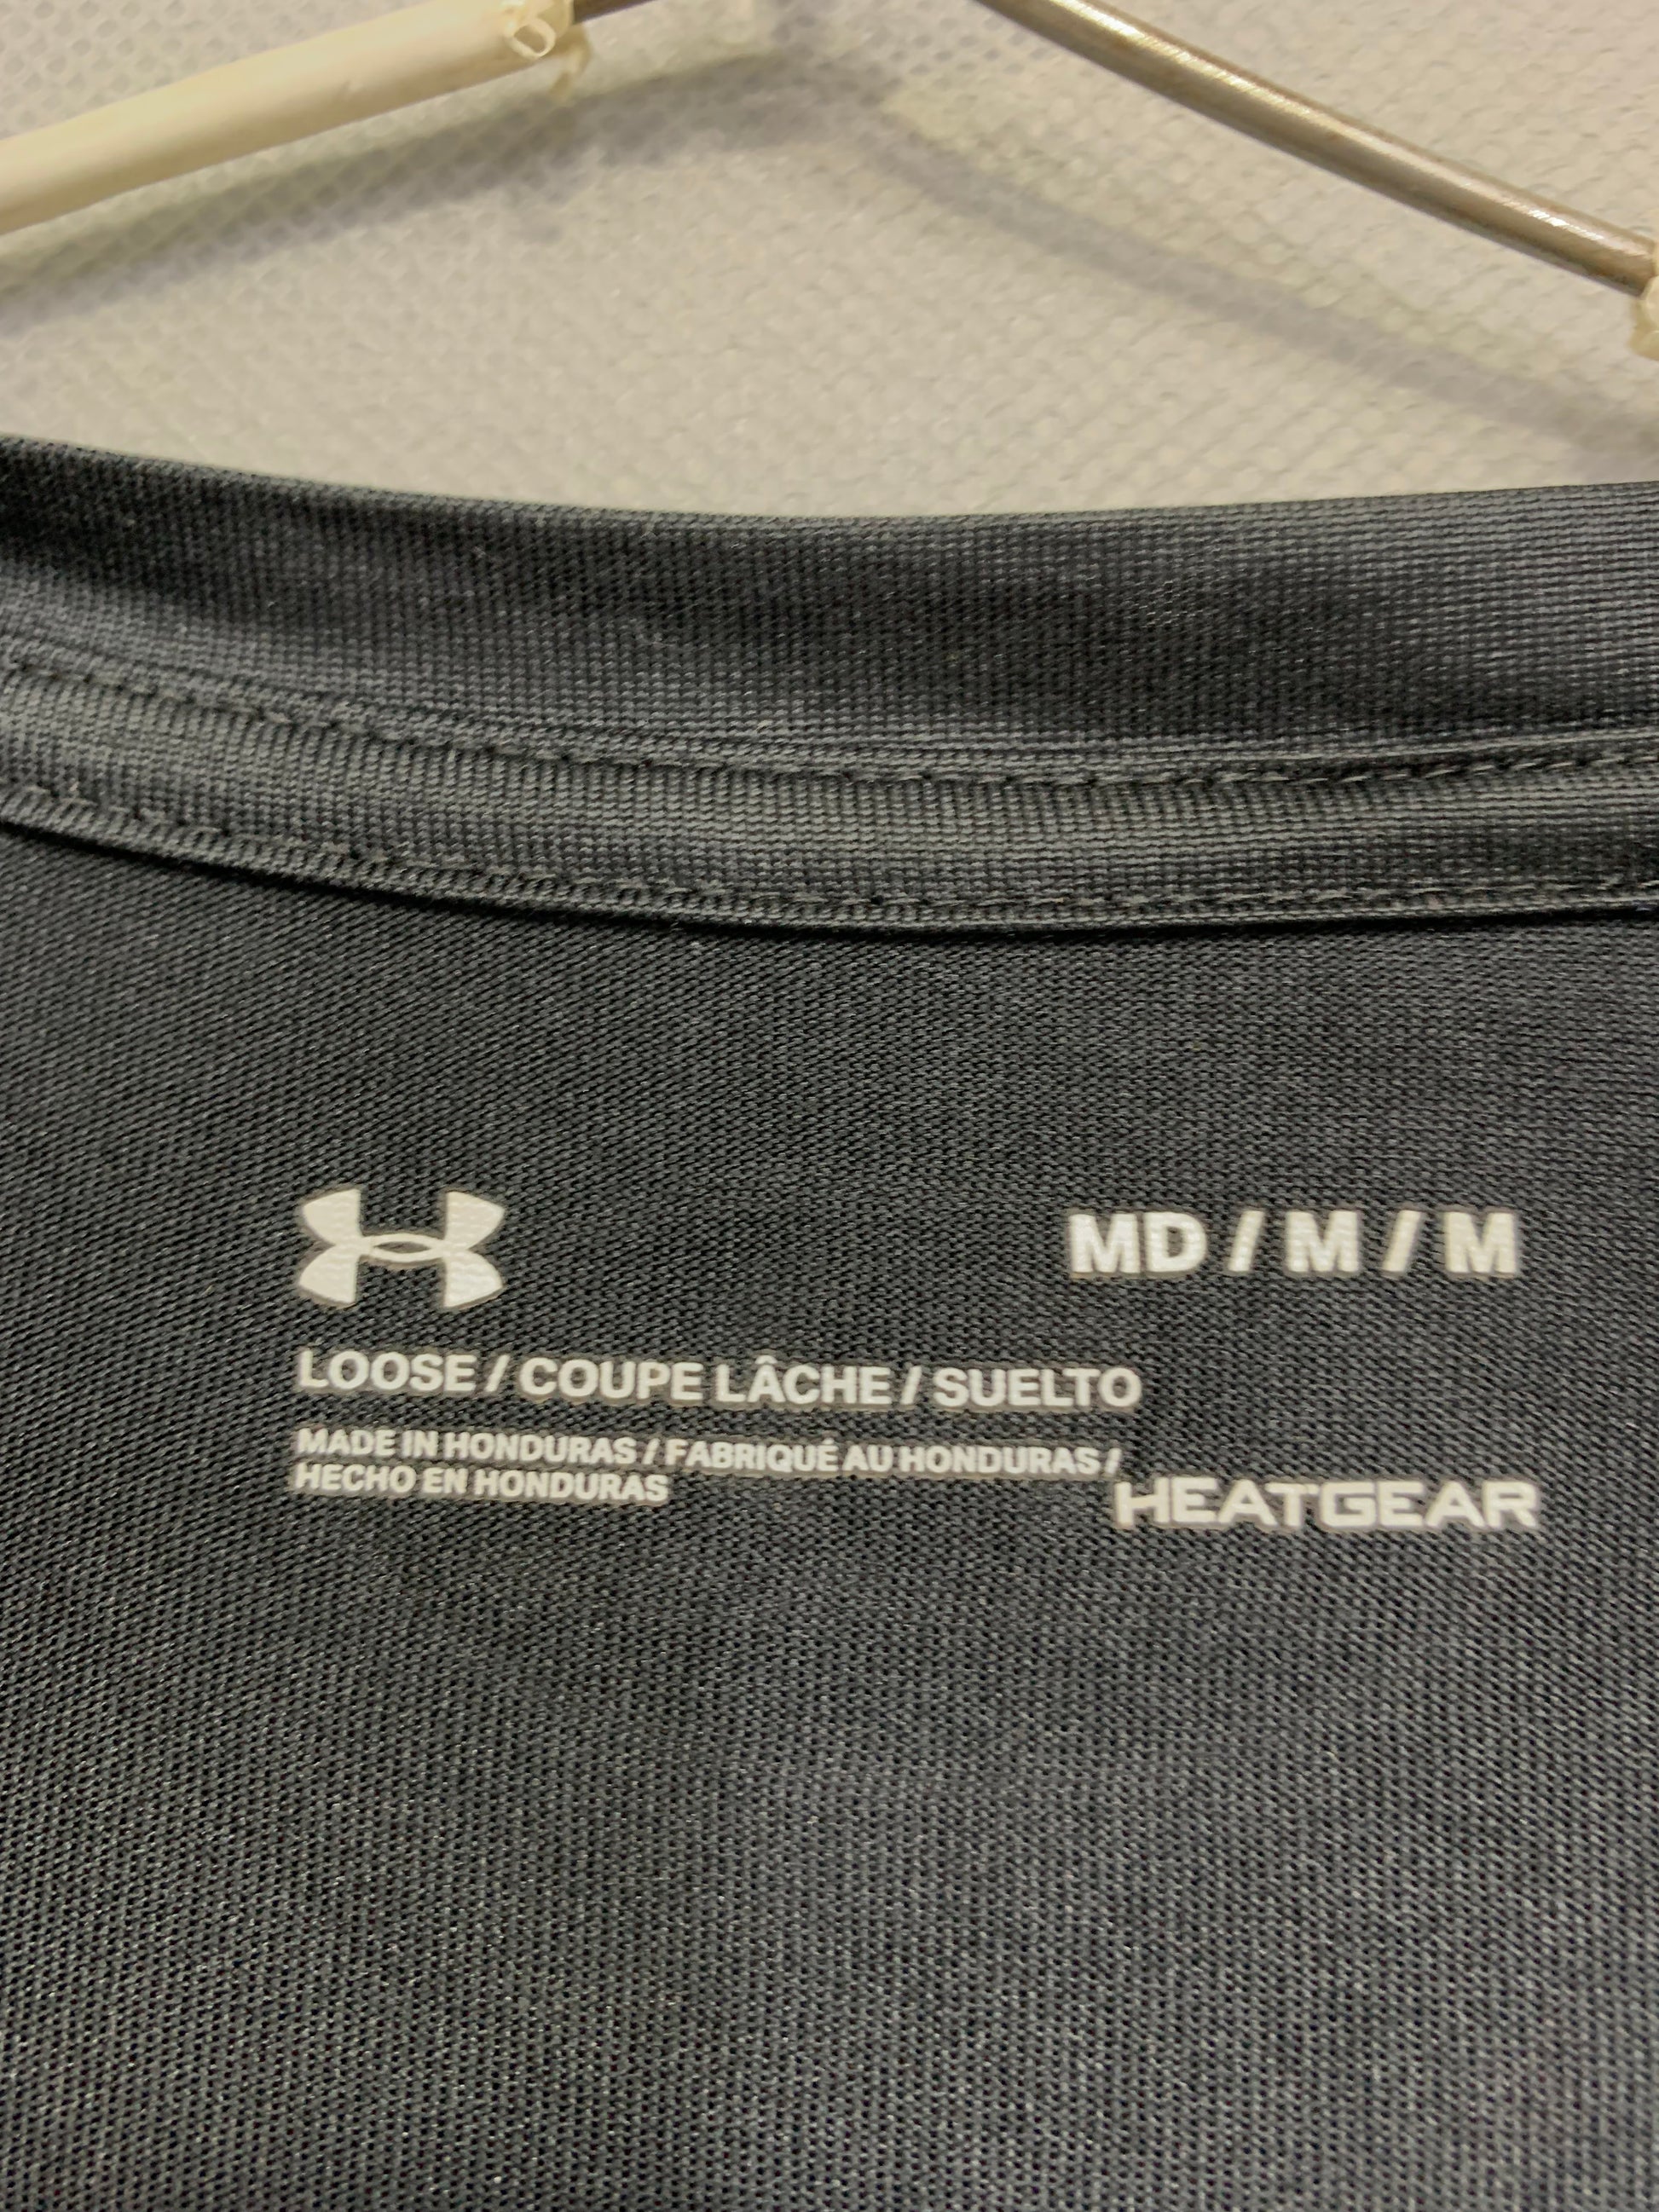 MD / M / M
LOOSE / COUPE LÂCHE / SUELTO
MADE IN HONDURAS / FABRIQUÉ AU HONDURAS /
HECHO EN HONDURAS
HEATGEAR